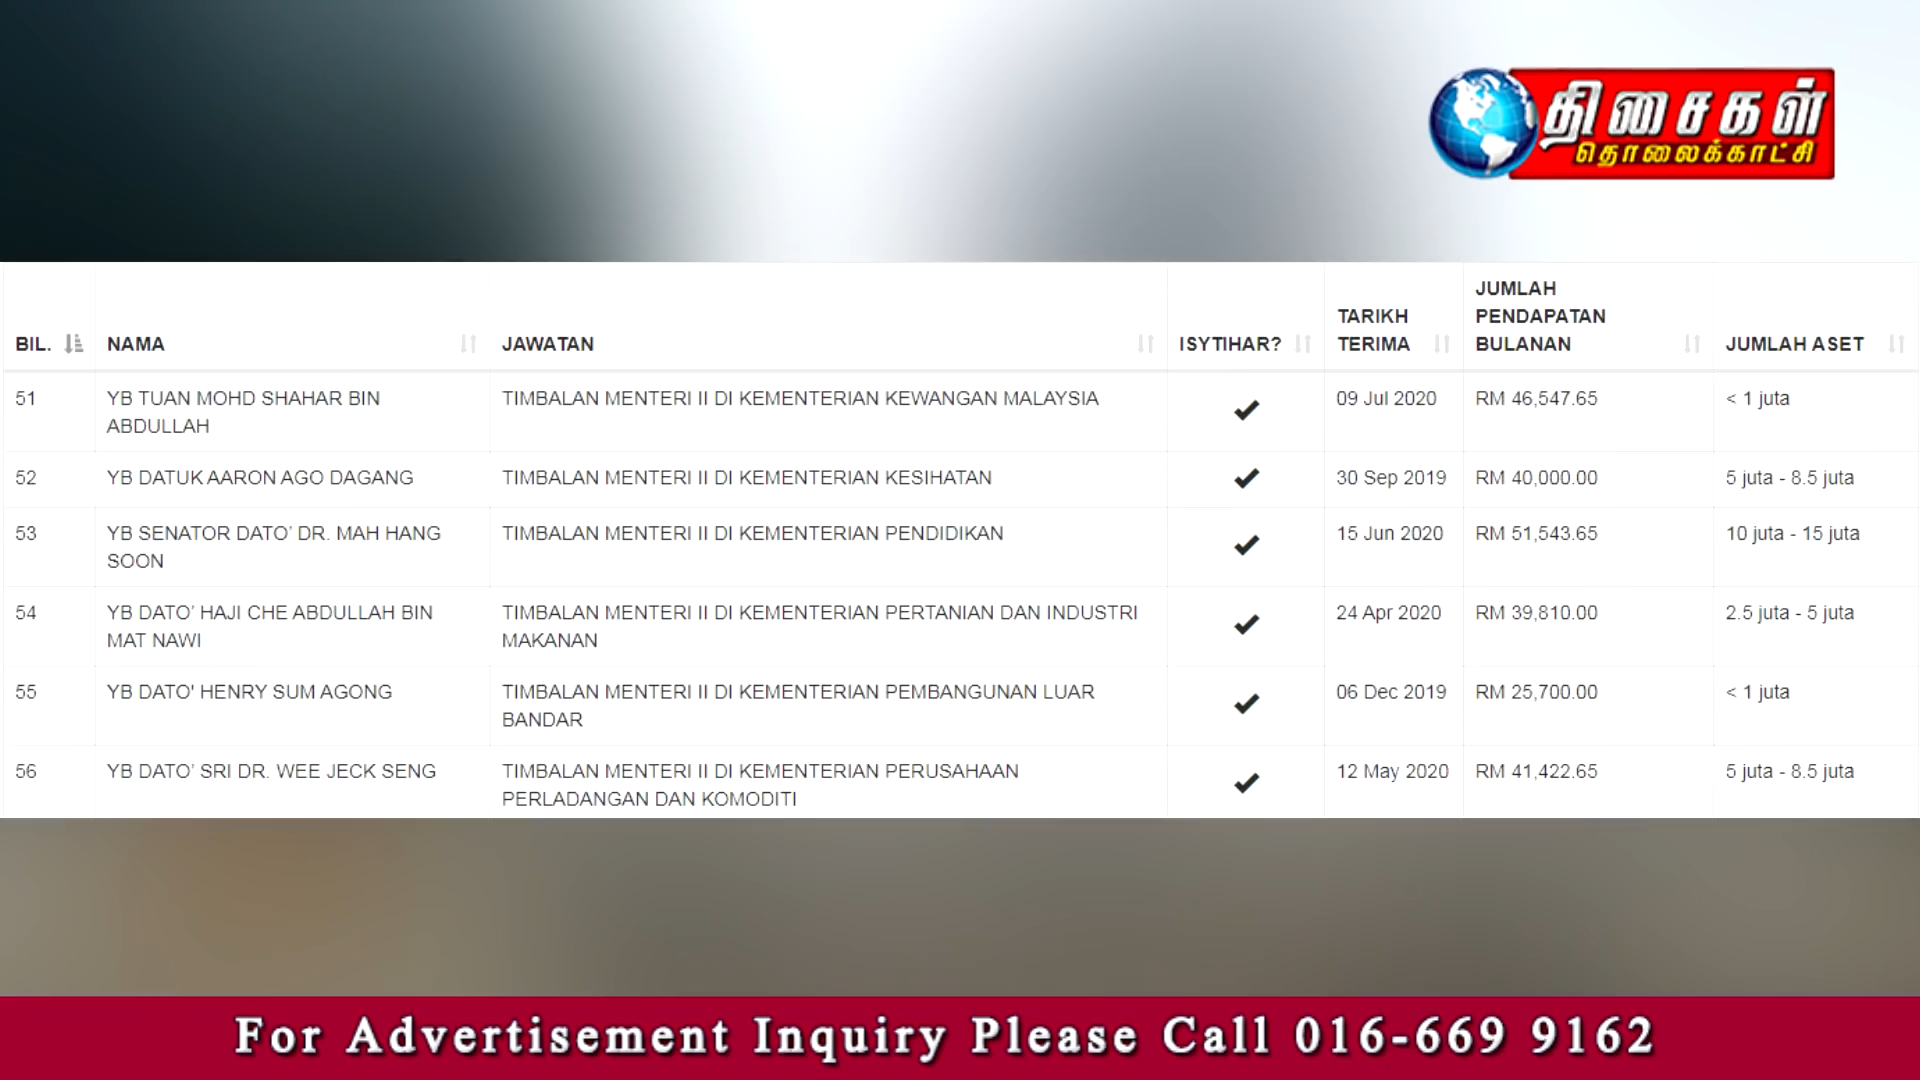 திசைகள்
தொலைக்காட்சி
BIL. NAMA JAWATAN ISYTIHAR? TARIKH TERIMA JUMLAH PENDAPATAN BULANAN JUMLAH ASET
51 YB TUAN MOHD SHAHAR BIN TIMBALAN MENTERI II DI KEMENTERIAN KEWANGAN MALAYSIA ✔ 09 Jul 2020 RM 46,547.65 < 1 juta
ABDULLAH
52 YB DATUK AARON AGO DAGANG TIMBALAN MENTERI II DI KEMENTERIAN KESIHATAN ✔ 30 Sep 2019 RM 40,000.00 5 juta - 8.5 juta
53 YB SENATOR DATO’ DR. MAH HANG TIMBALAN MENTERI II DI KEMENTERIAN PENDIDIKAN ✔ 15 Jun 2020 RM 51,543.65 10 juta - 15 juta
SOON
54 YB DATO’ HAJI CHE ABDULLAH BIN TIMBALAN MENTERI II DI KEMENTERIAN PERTANIAN DAN INDUSTRI ✔ 24 Apr 2020 RM 39,810.00 2.5 juta - 5 juta
MAT NAWI MAKANAN
55 YB DATO' HENRY SUM AGONG TIMBALAN MENTERI II DI KEMENTERIAN PEMBANGUNAN LUAR ✔ 06 Dec 2019 RM 25,700.00 < 1 juta
BANDAR
56 YB DATO’ SRI DR. WEE JECK SENG TIMBALAN MENTERI II DI KEMENTERIAN PERUSAHAAN ✔ 12 May 2020 RM 41,422.65 5 juta - 8.5 juta
PERLADANGAN DAN KOMODITI
For Advertisement Inquiry Please Call 016-669 9162